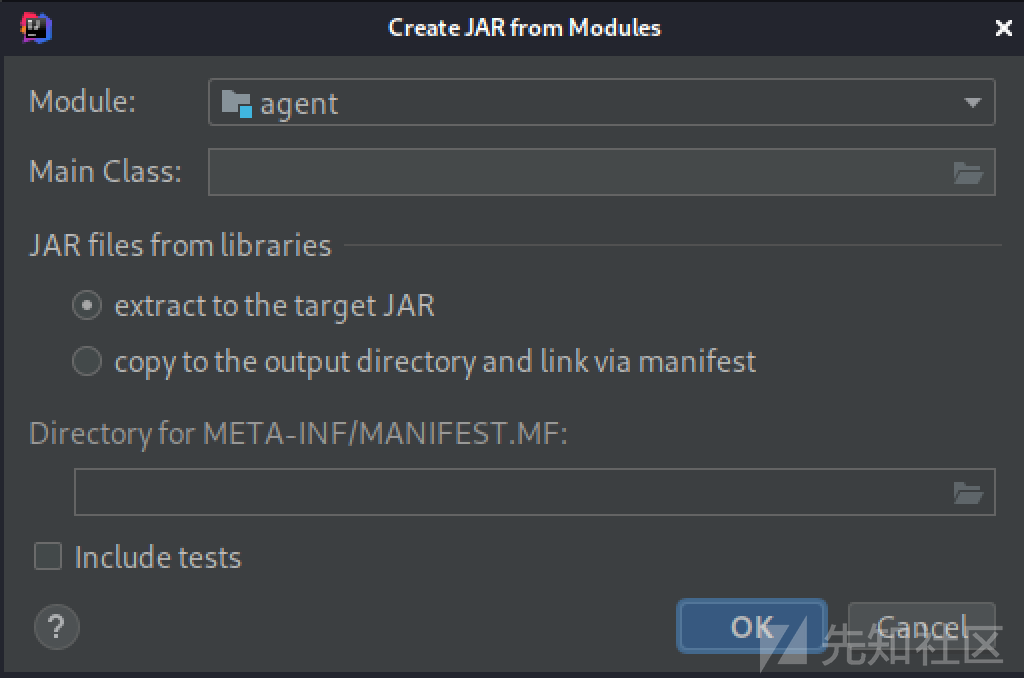 Create JAR from Modules
Module: agent
Main Class:
JAR files from libraries
extract to the target JAR
copy to the output directory and link via manifest
Directory for META-INF/MANIFEST.MF:
Include tests
? OK Cancel
先知社区